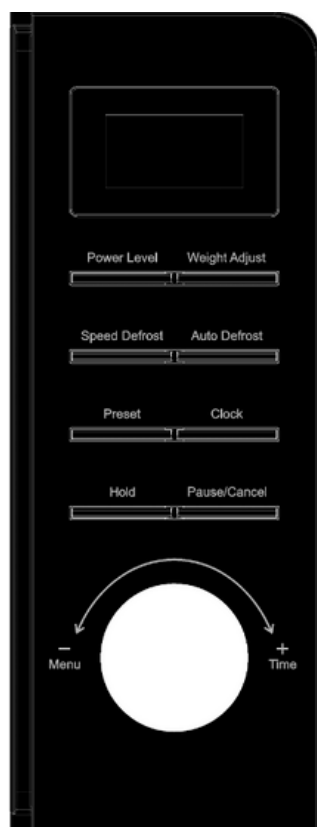 Power Level Weight Adjust
Speed Defrost Auto Defrost
Preset Clock
Hold Pause/Cancel
− +
Menu Time